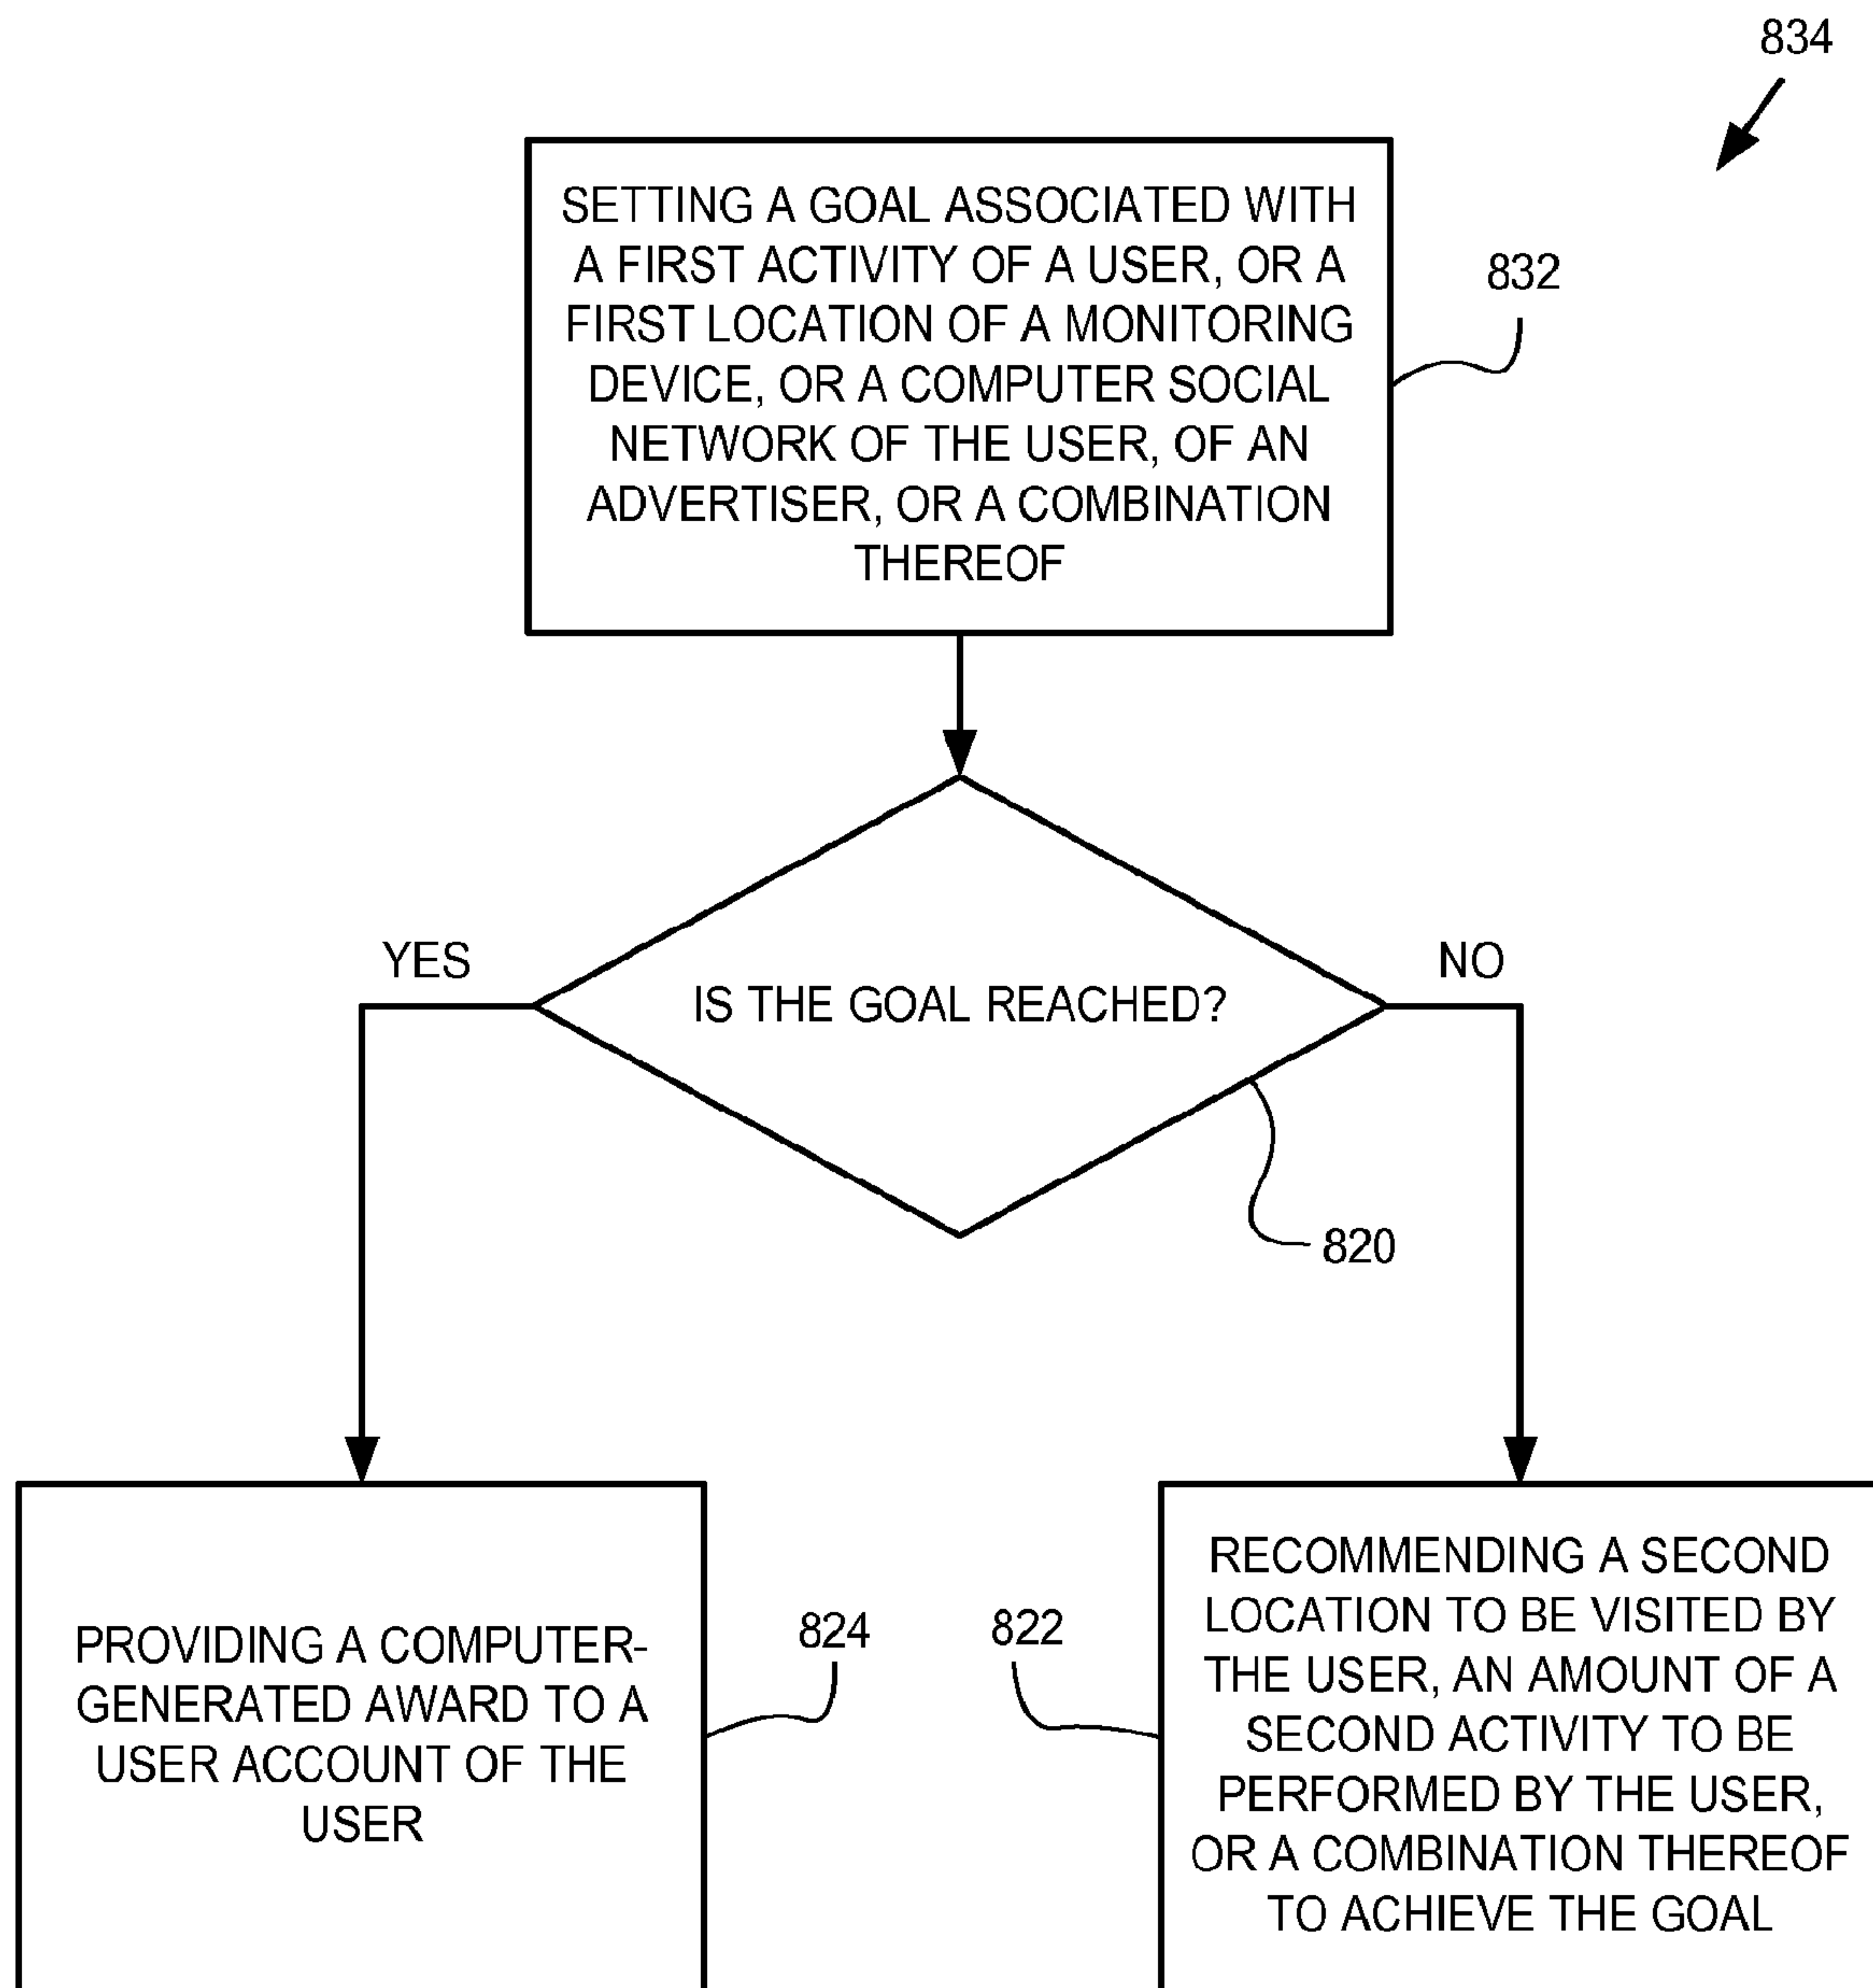 834
SETTING A GOAL ASSOCIATED WITH
A FIRST ACTIVITY OF A USER, OR A
FIRST LOCATION OF A MONITORING
DEVICE, OR A COMPUTER SOCIAL
NETWORK OF THE USER, OF AN
ADVERTISER, OR A COMBINATION
THEREOF
832
YES
NO
IS THE GOAL REACHED?
820
PROVIDING A COMPUTER-
GENERATED AWARD TO A
USER ACCOUNT OF THE
USER
824
822
RECOMMENDING A SECOND
LOCATION TO BE VISITED BY
THE USER, AN AMOUNT OF A
SECOND ACTIVITY TO BE
PERFORMED BY THE USER,
OR A COMBINATION THEREOF
TO ACHIEVE THE GOAL